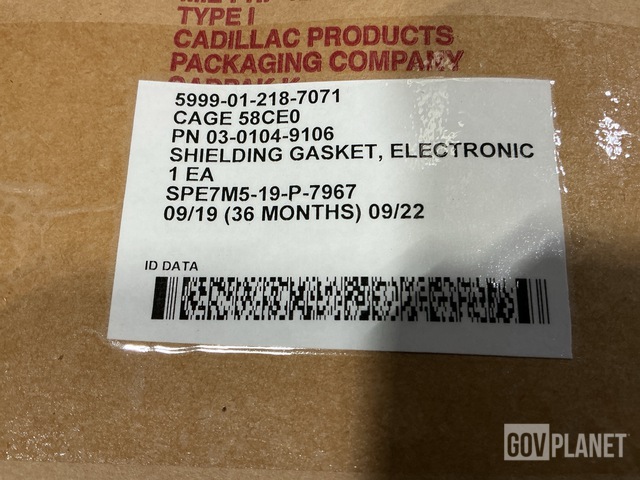 TYPE I
CADILLAC PRODUCTS
PACKAGING COMPANY
5999-01-218-7071
CAGE 58CE0
PN 03-0104-9106
SHIELDING GASKET, ELECTRONIC
1 EA
SPE7M5-19-P-7967
09/19 (36 MONTHS) 09/22
ID DATA
GOVPLANET